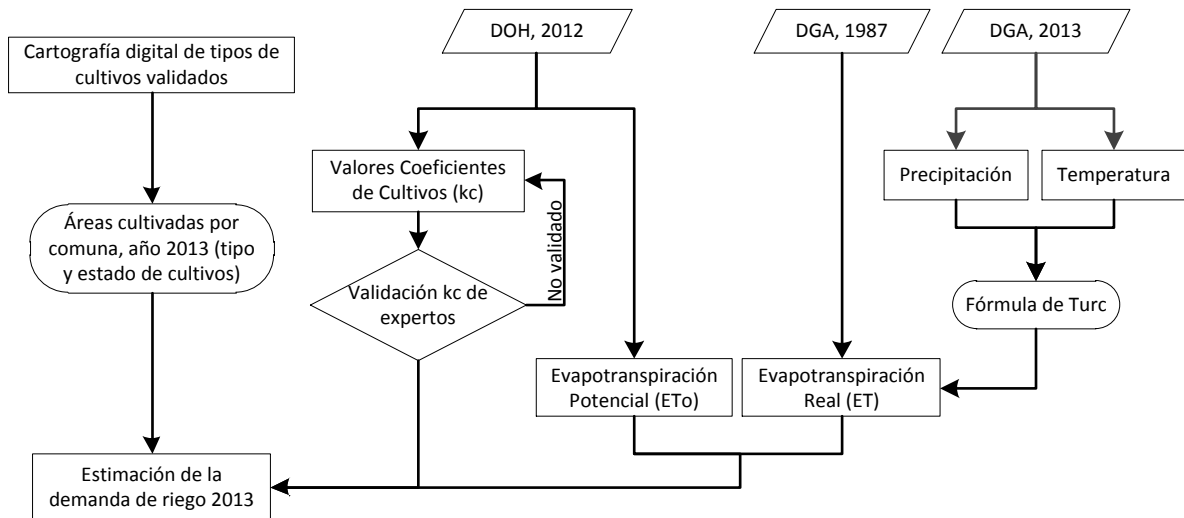 Cartografía digital de tipos de
cultivos validados
DOH, 2012
DGA, 1987
DGA, 2013
Valores Coeficientes
de Cultivos (kc)
Precipitación
Temperatura
Áreas cultivadas por
comuna, año 2013 (tipo
y estado de cultivos)
No validado
Validación kc de
expertos
Fórmula de Turc
Evapotranspiración
Potencial (ETo)
Evapotranspiración
Real (ET)
Estimación de la
demanda de riego 2013